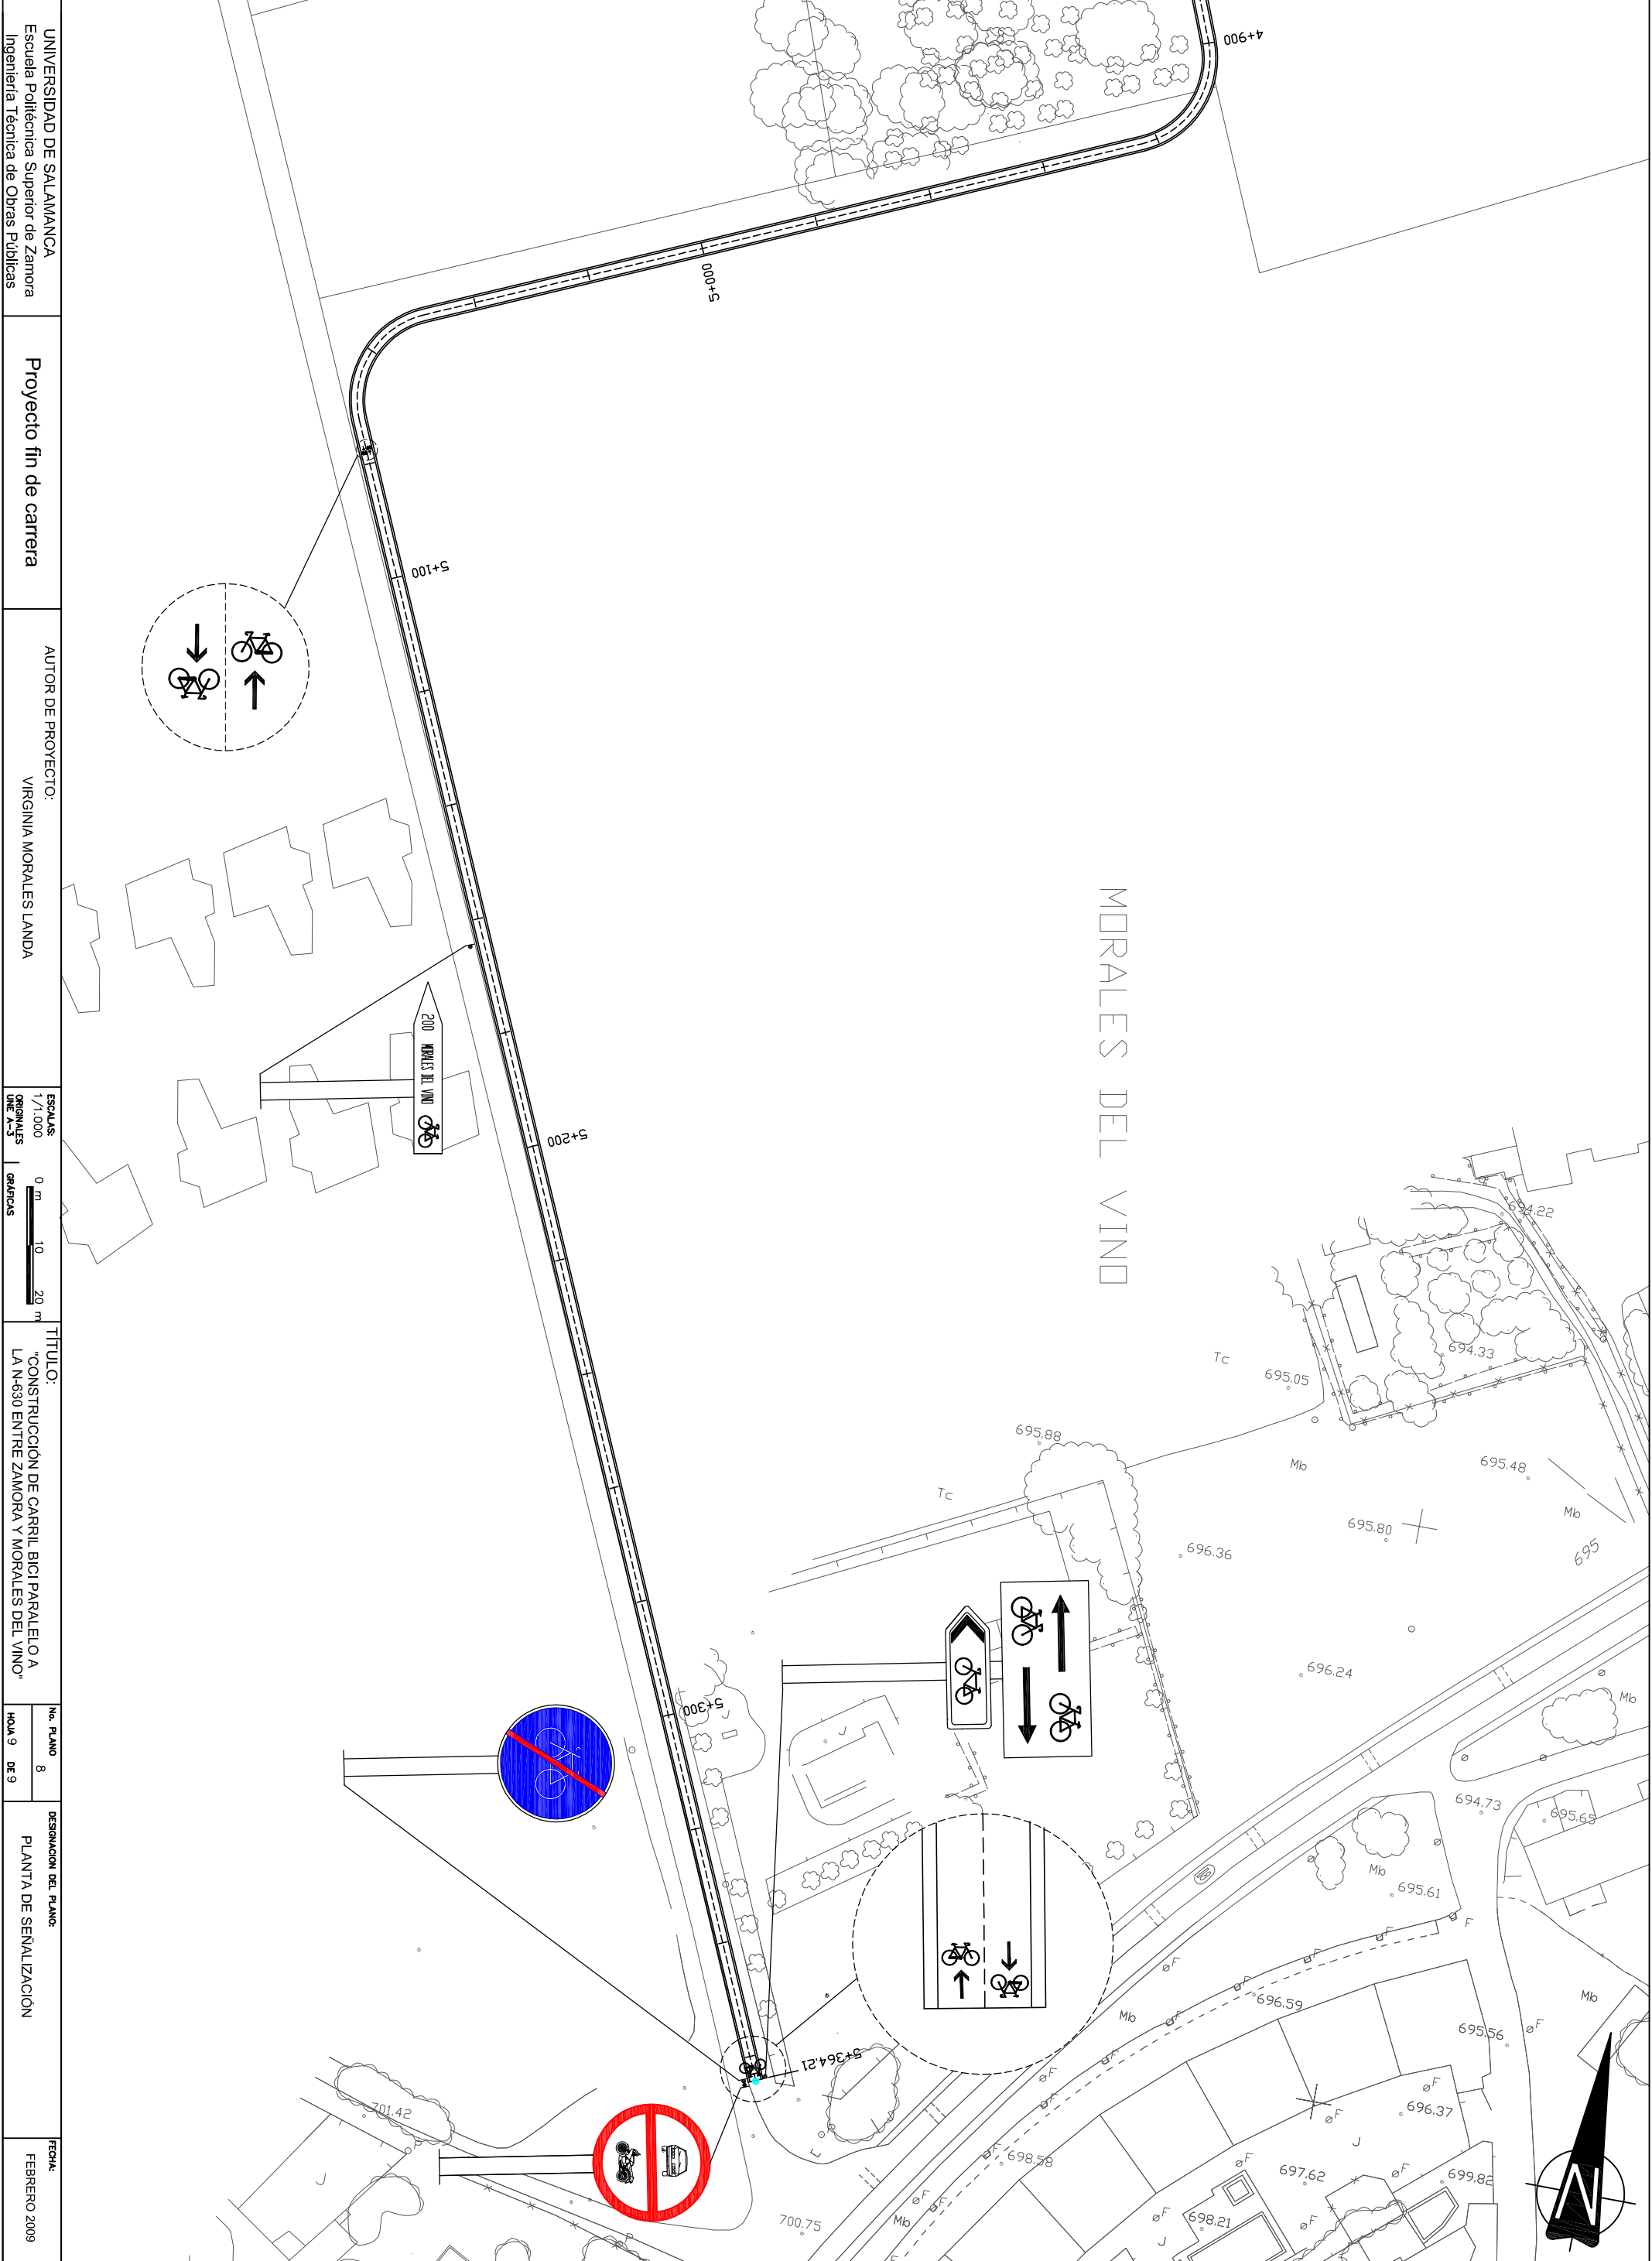 UNIVERSIDAD DE SALAMANCA
Escuela Politécnica Superior de Zamora
Ingeniería Técnica de Obras Públicas
Proyecto fin de carrera
AUTOR DE PROYECTO:
VIRGINIA MORALES LANDA
ESCALAS:
1/1.000
ORIGINALES
UNE A-3
0 m 10 20 m
GRÁFICAS
TÍTULO:
"CONSTRUCCIÓN DE CARRIL BICI PARALELO A
LA N-630 ENTRE ZAMORA Y MORALES DEL VINO"
No. PLANO
8
HOJA 9 DE 9
DESIGNACION DEL PLANO:
PLANTA DE SEÑALIZACIÓN
FECHA:
FEBRERO 2009
4+900
5+000
5+100
5+200
5+300
5+364.21
200 MORALES DEL VINO
MORALES DEL VINO
694.22
694.33
Tc
695.05
695.88
Mb
695.48
Tc
Mb
695.80
695
696.36
696.24
Mb
J
694.73
695.65
Mb
695.61
F
F
F
F
F
F
696.59
Mb
Mb
695.56
F
F
F
F
696.37
F
701.42
J
F
698.58
J
697.62
F
699.82
F
F
F
F
698.21
F
700.75
Mb
J
F
N